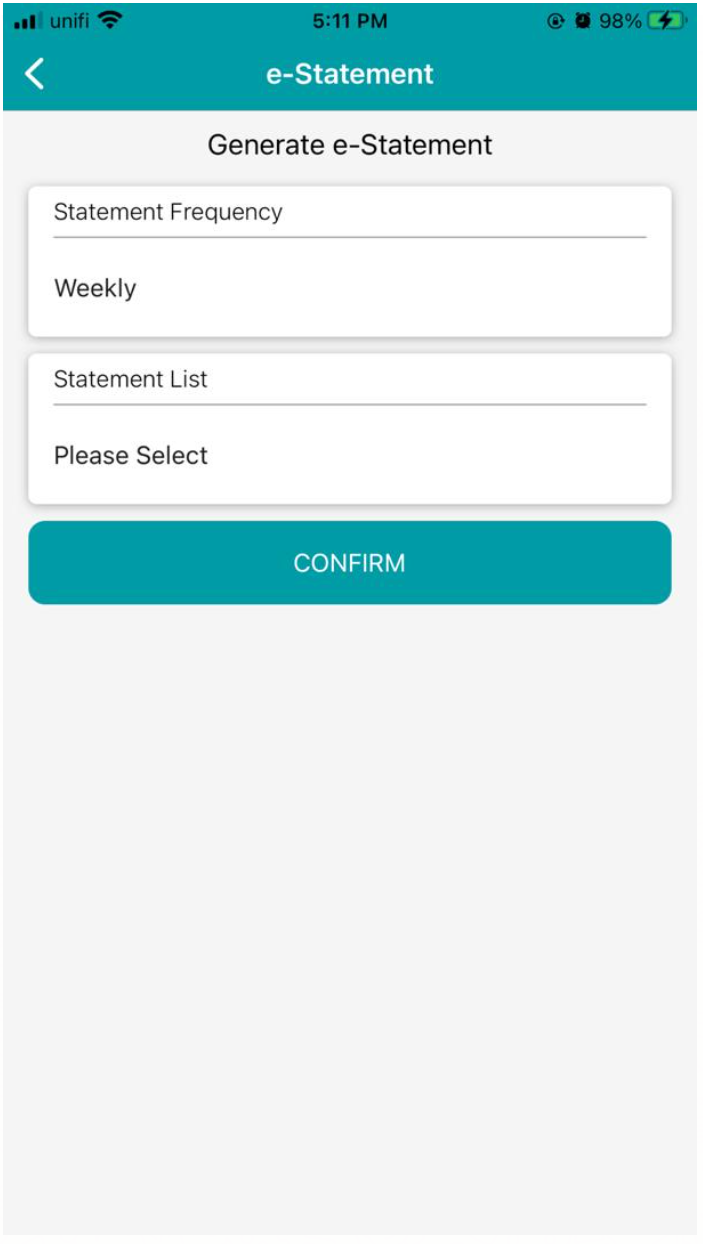 unifi 5:11 PM 98%
e-Statement
Generate e-Statement
Statement Frequency
Weekly
Statement List
Please Select
CONFIRM